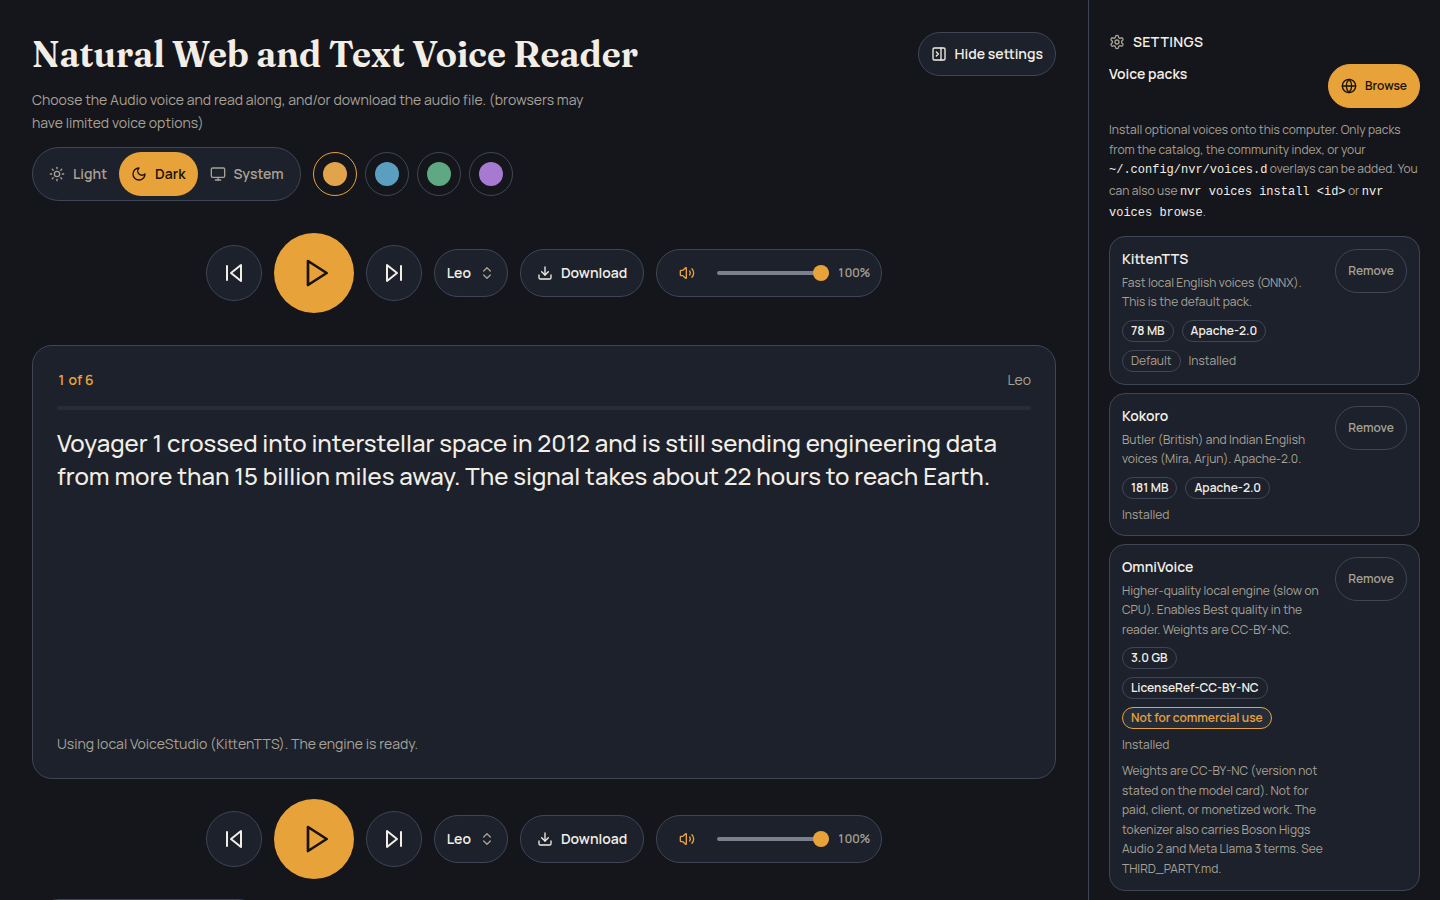 Natural Web and Text Voice Reader
Hide settings
Choose the Audio voice and read along, and/or download the audio file. (browsers may
have limited voice options)
Light
Dark
System
Leo
Download
100%
1 of 6
Leo
Voyager 1 crossed into interstellar space in 2012 and is still sending engineering data
from more than 15 billion miles away. The signal takes about 22 hours to reach Earth.
Using local VoiceStudio (KittenTTS). The engine is ready.
Leo
Download
100%
SETTINGS
Voice packs
Browse
Install optional voices onto this computer. Only packs
from the catalog, the community index, or your
~/.config/nvr/voices.d overlays can be added. You
can also use nvr voices install <id> or nvr
voices browse.
KittenTTS
Remove
Fast local English voices (ONNX).
This is the default pack.
78 MB
Apache-2.0
Default
Installed
Kokoro
Remove
Butler (British) and Indian English
voices (Mira, Arjun). Apache-2.0.
181 MB
Apache-2.0
Installed
OmniVoice
Remove
Higher-quality local engine (slow on
CPU). Enables Best quality in the
reader. Weights are CC-BY-NC.
3.0 GB
LicenseRef-CC-BY-NC
Not for commercial use
Installed
Weights are CC-BY-NC (version not
stated on the model card). Not for
paid, client, or monetized work. The
tokenizer also carries Boson Higgs
Audio 2 and Meta Llama 3 terms. See
THIRD_PARTY.md.